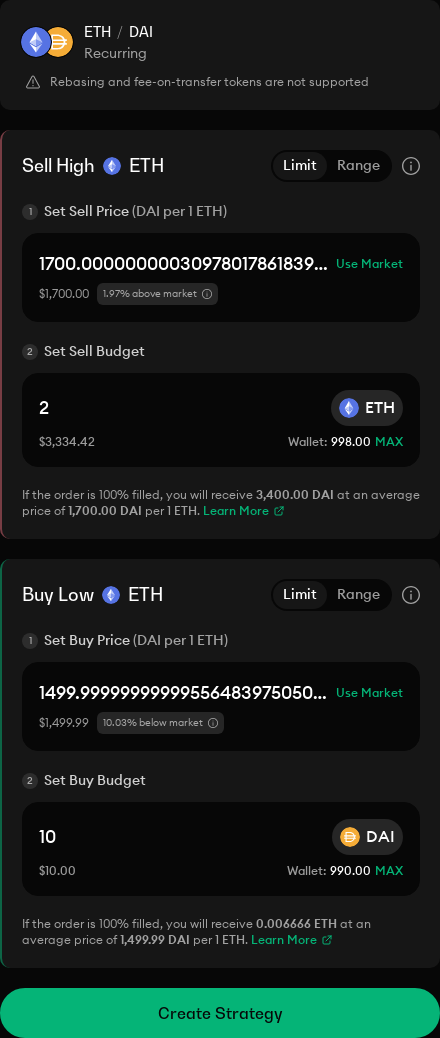 ETH / DAI
Recurring
Rebasing and fee-on-transfer tokens are not supported
Sell High ETH Limit Range
1 Set Sell Price (DAI per 1 ETH)
1700.00000000030978017861839... Use Market
$1,700.00 1.97% above market
2 Set Sell Budget
2 ETH
$3,334.42 Wallet: 998.00 MAX
If the order is 100% filled, you will receive 3,400.00 DAI at an average
price of 1,700.00 DAI per 1 ETH. Learn More
Buy Low ETH Limit Range
1 Set Buy Price (DAI per 1 ETH)
1499.99999999999556483975050... Use Market
$1,499.99 10.03% below market
2 Set Buy Budget
10 DAI
$10.00 Wallet: 990.00 MAX
If the order is 100% filled, you will receive 0.006666 ETH at an
average price of 1,499.99 DAI per 1 ETH. Learn More
Create Strategy